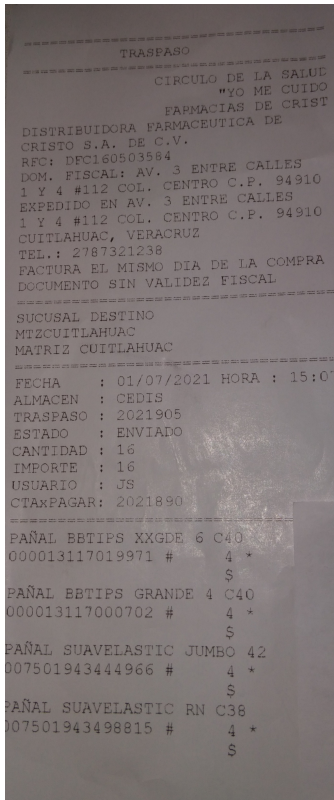 ================================
TRASPASO
================================
CIRCULO DE LA SALUD
"YO ME CUIDO
FARMACIAS DE CRIST
DISTRIBUIDORA FARMACEUTICA DE
CRISTO S.A. DE C.V.
RFC: DFC160503564
DOM. FISCAL: AV. 3 ENTRE CALLES
1 Y 4 #112 COL. CENTRO C.P. 94910
EXPEDIDO EN AV. 3 ENTRE CALLES
1 Y 4 #112 COL. CENTRO C.P. 94910
CUITLAHUAC, VERACRUZ
TEL.: 2787321238
FACTURA EL MISMO DIA DE LA COMPRA
DOCUMENTO SIN VALIDEZ FISCAL
================================
SUCUSAL DESTINO
MTZCUITLAHUAC
MATRIZ CUITLAHUAC
================================
FECHA : 01/07/2021 HORA : 15:07
ALMACEN : CEDIS
TRASPASO : 2021905
ESTADO : ENVIADO
CANTIDAD : 16
IMPORTE : 16
USUARIO : JS
CTAxPAGAR: 2021890
================================
PAÑAL BBTIPS XXGDE 6 C40
000013117019971 # 4 *
$
PAÑAL BBTIPS GRANDE 4 C40
000013117000702 # 4 *
$
PAÑAL SUAVELASTIC JUMBO 42
007501943444966 # 4 *
$
PAÑAL SUAVELASTIC RN C38
007501943498815 # 4 *
$